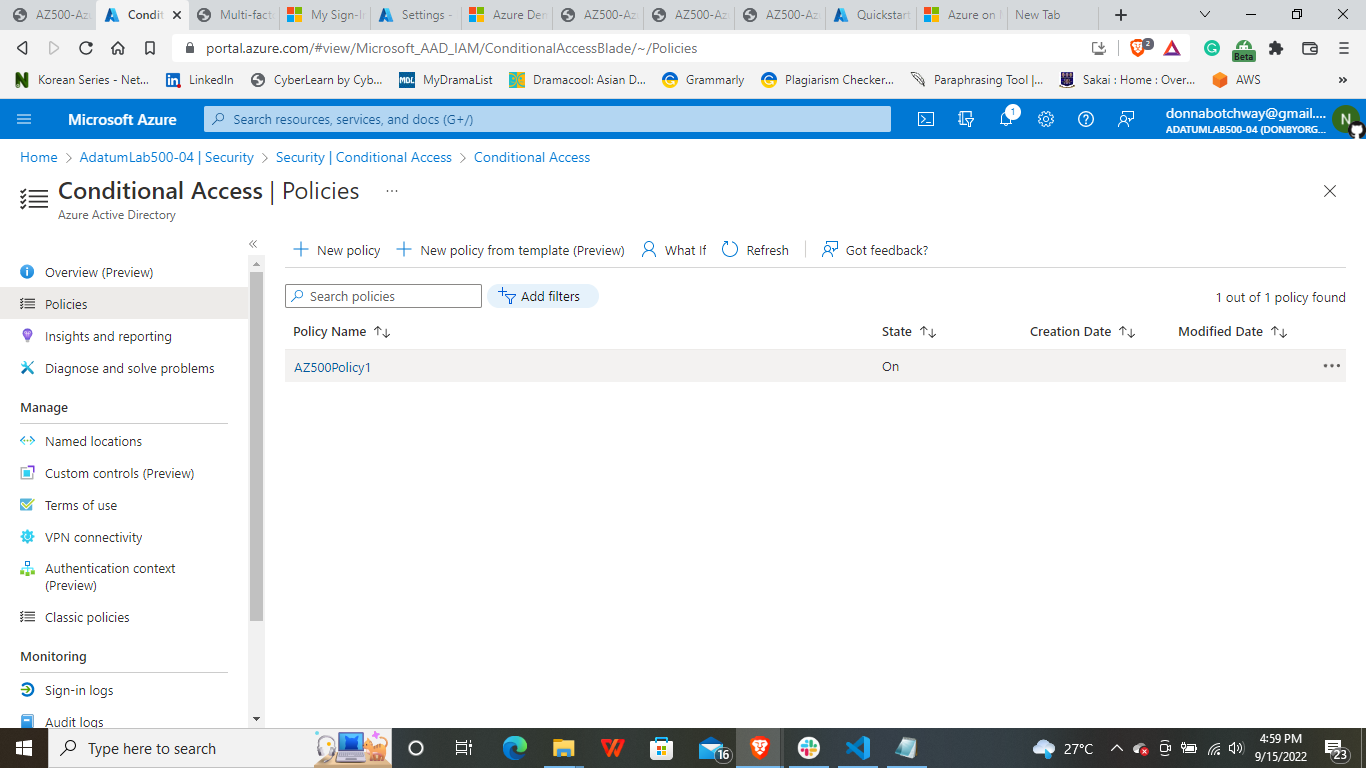 AZ500-Az
Condit
Multi-fact
My Sign-In
Settings -
Azure Den
AZ500-Az
AZ500-Az
AZ500-Az
Quickstart
Azure on
New Tab
portal.azure.com/#view/Microsoft_AAD_IAM/ConditionalAccessBlade/~/Policies
2
Beta
Korean Series - Net...
LinkedIn
CyberLearn by Cyb...
MDL
MyDramaList
Dramacool: Asian D...
Grammarly
Plagiarism Checker...
Paraphrasing Tool |...
Sakai : Home : Over...
AWS
Microsoft Azure
Search resources, services, and docs (G+/)
1
donnabotchway@gmail....
ADATUMLAB500-04 (DONBYORG...
N
Home
AdatumLab500-04 | Security
Security | Conditional Access
Conditional Access
Conditional Access | Policies
Azure Active Directory
Overview (Preview)
Policies
Insights and reporting
Diagnose and solve problems
Manage
Named locations
Custom controls (Preview)
Terms of use
VPN connectivity
Authentication context
(Preview)
Classic policies
Monitoring
Sign-in logs
Audit logs
New policy
New policy from template (Preview)
What If
Refresh
Got feedback?
Search policies
Add filters
1 out of 1 policy found
Policy Name
State
Creation Date
Modified Date
AZ500Policy1
On
Type here to search
16
27°C
4:59 PM
9/15/2022
23